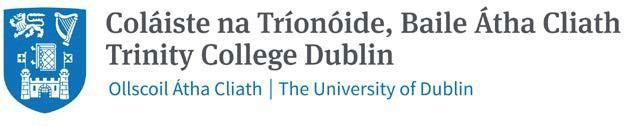 Coláiste na Tríonóide, Baile Átha Cliath
Trinity College Dublin
Ollscoil Átha Cliath | The University of Dublin